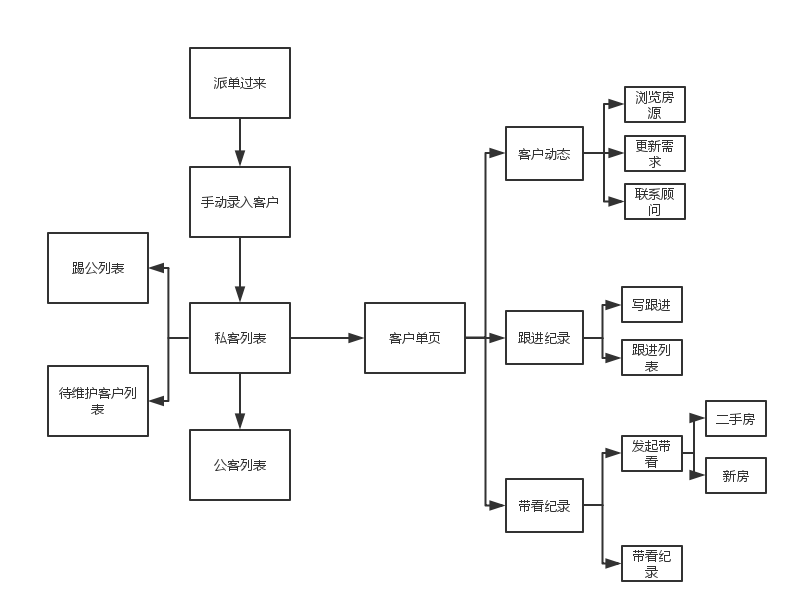 派单过来
手动录入客户
踢公列表
私客列表
待维护客户列
表
公客列表
客户单页
客户动态
浏览房
源
更新需
求
联系顾
问
跟进纪录
写跟进
跟进列
表
带看纪录
发起带
看
二手房
新房
带看纪
录